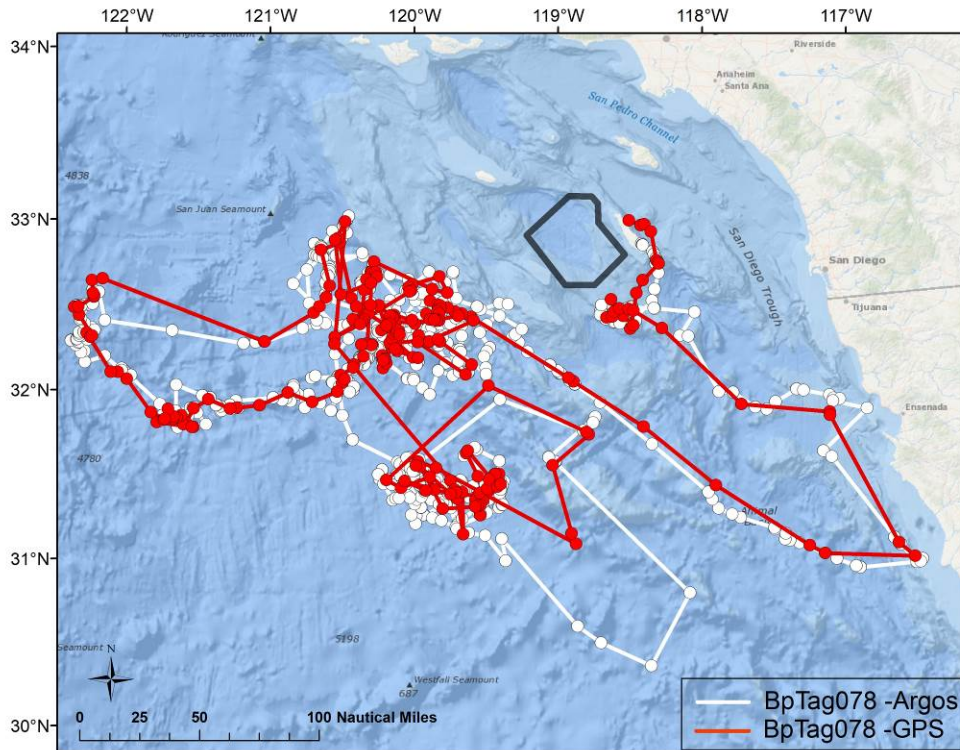 122°W 121°W 120°W 119°W 118°W 117°W
34°N
Rodriguez Seamount
Riverside
Anaheim
Santa Ana
San Pedro Channel
4838
33°N
San Juan Seamount
San Diego Trough
San Diego
Tijuana
32°N
Ensenada
4780
31°N
5198
Seamount
N
Westfall Seamount
687
0 25 50 100 Nautical Miles
30°N
BpTag078 -Argos
BpTag078 -GPS